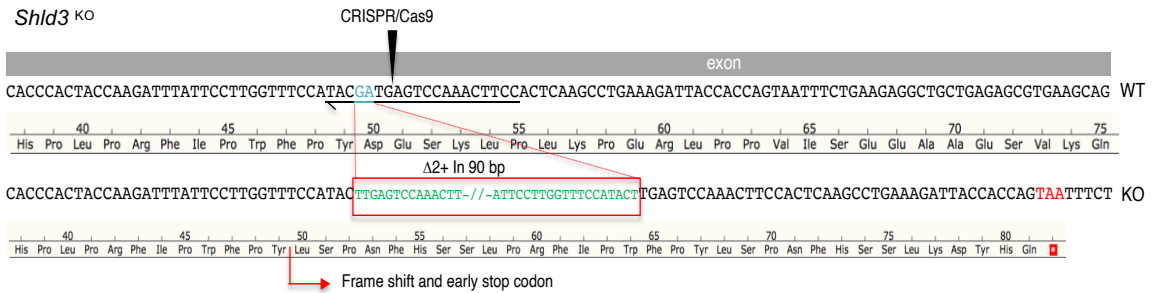 Shld3 KO
CRISPR/Cas9
exon
CACCCACTACCAAGATTTATTCCTTGGTTTCCATACGATGAGTCCAAACTTCCACTCAAGCCTGAAAGATTACCACCAGTAATTTCTGAAGAGGCTGCTGAGAGCGTGAAGCAG WT
40 45 50 55 60 65 70 75
His Pro Leu Pro Arg Phe Ile Pro Trp Phe Pro Tyr Asp Glu Ser Lys Leu Pro Leu Lys Pro Glu Arg Leu Pro Pro Val Ile Ser Glu Glu Ala Ala Glu Ser Val Lys Gln
Δ2+ In 90 bp
CACCCACTACCAAGATTTATTCCTTGGTTTCCATACTTGAGTCCAAACTT-//-ATTCCTTGGTTTCCATACTTGAGTCCAAACTTCCACTCAAGCCTGAAAGATTACCACCAGTAATTTCT KO
40 45 50 55 60 65 70 75 80
His Pro Leu Pro Arg Phe Ile Pro Trp Phe Pro Tyr Leu Ser Pro Asn Phe His Ser Ser Leu Pro Arg Phe Ile Pro Trp Phe Pro Tyr Leu Ser Pro Asn Phe His Ser Ser Leu Lys Asp Tyr His Gln *
Frame shift and early stop codon